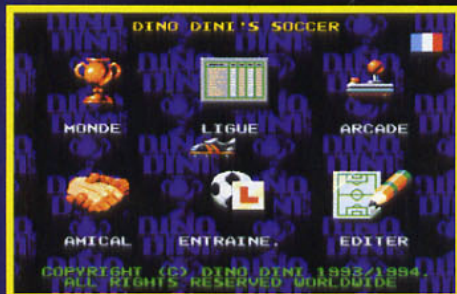 DINO DINI'S SOCCER
MONDE LIGUE ARCADE
AMICAL ENTRAINE. EDITER
COPYRIGHT (C) DINO DINI 1993/1994.
ALL RIGHTS RESERVED WORLDWIDE